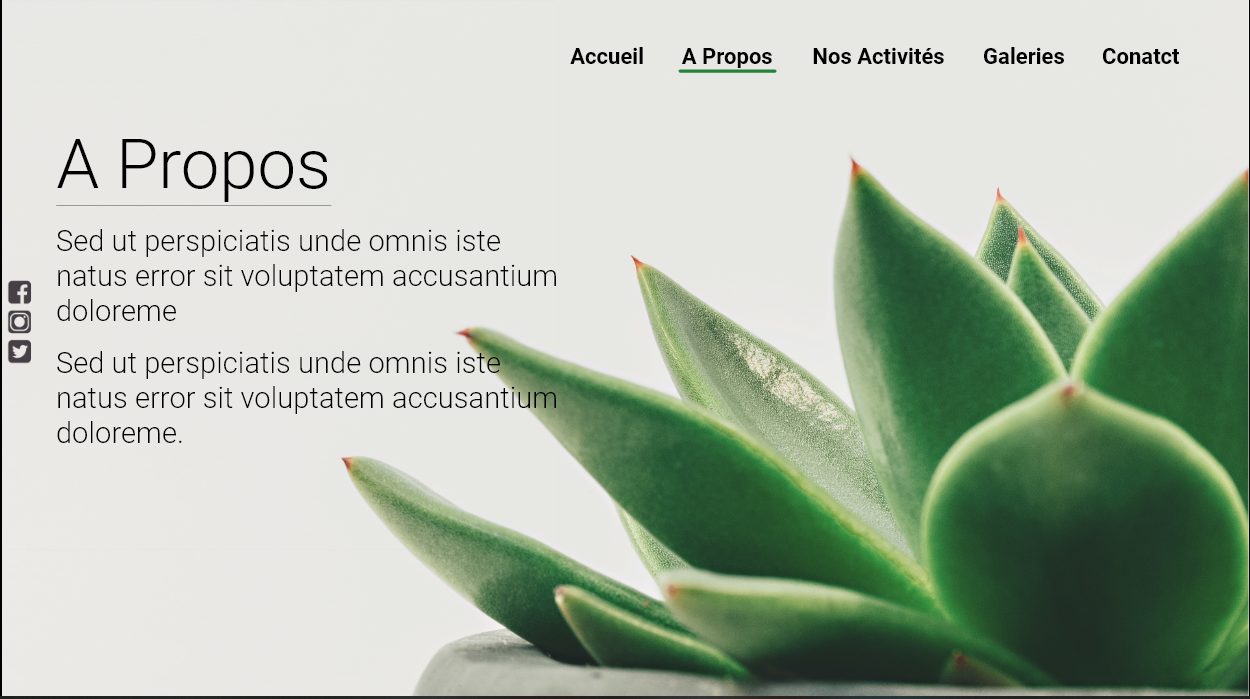 Accueil A Propos Nos Activités Galeries Conatct
A Propos
Sed ut perspiciatis unde omnis iste
natus error sit voluptatem accusantium
doloreme
Sed ut perspiciatis unde omnis iste
natus error sit voluptatem accusantium
doloreme.